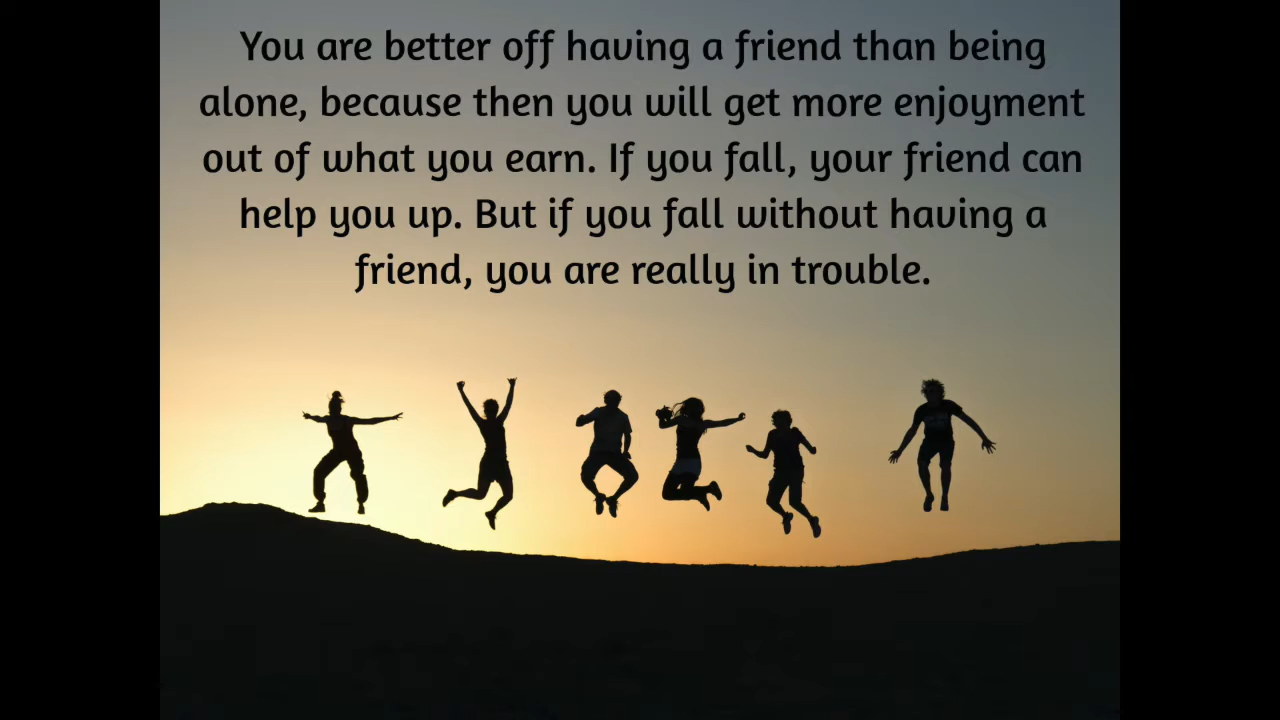 You are better off having a friend than being
alone, because then you will get more enjoyment
out of what you earn. If you fall, your friend can
help you up. But if you fall without having a
friend, you are really in trouble.